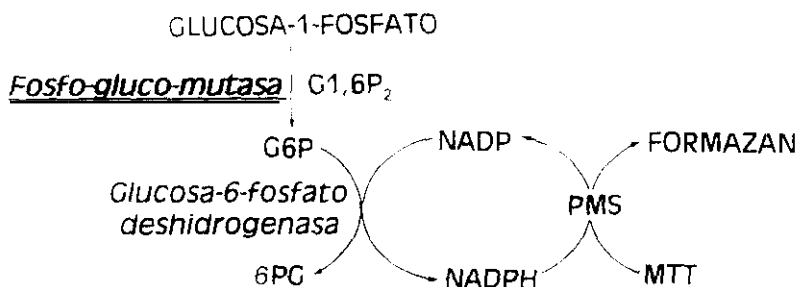 GLUCOSA-1-FOSFATO
Fosfo-gluco-mutasa G1,6P₂
G6P NADP FORMAZAN
Glucosa-6-fosfato
deshidrogenasa PMS
6PG NADPH MTT